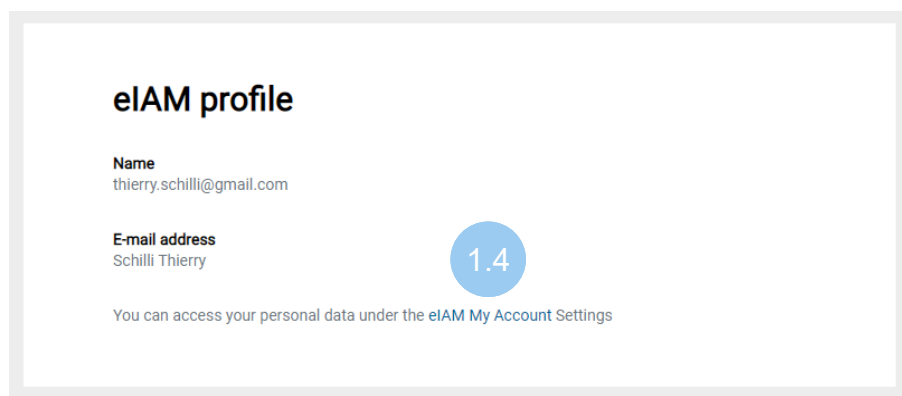 eIAM profile
Name
thierry.schilli@gmail.com
E-mail address
Schilli Thierry
1.4
You can access your personal data under the eIAM My Account Settings